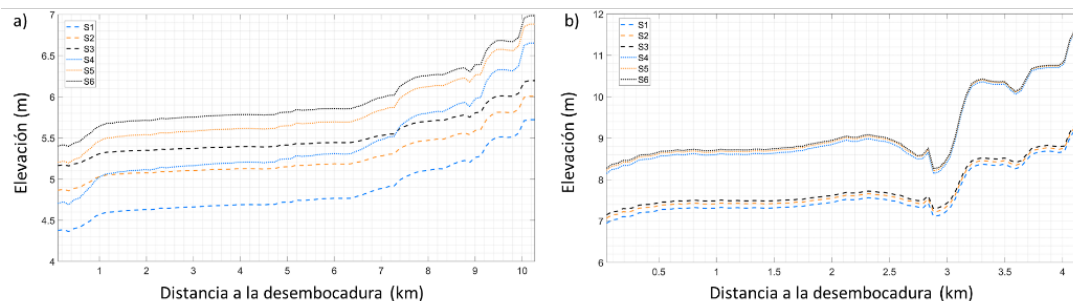 a)
7
6.5
6
5.5
5
4.5
4
Elevación (m)
S1
S2
S3
S4
S5
S6
1 2 3 4 5 6 7 8 9 10
Distancia a la desembocadura (km)
b)
12
11
10
9
8
7
6
Elevación (m)
S1
S2
S3
S4
S5
S6
0.5 1 1.5 2 2.5 3 3.5 4
Distancia a la desembocadura (km)